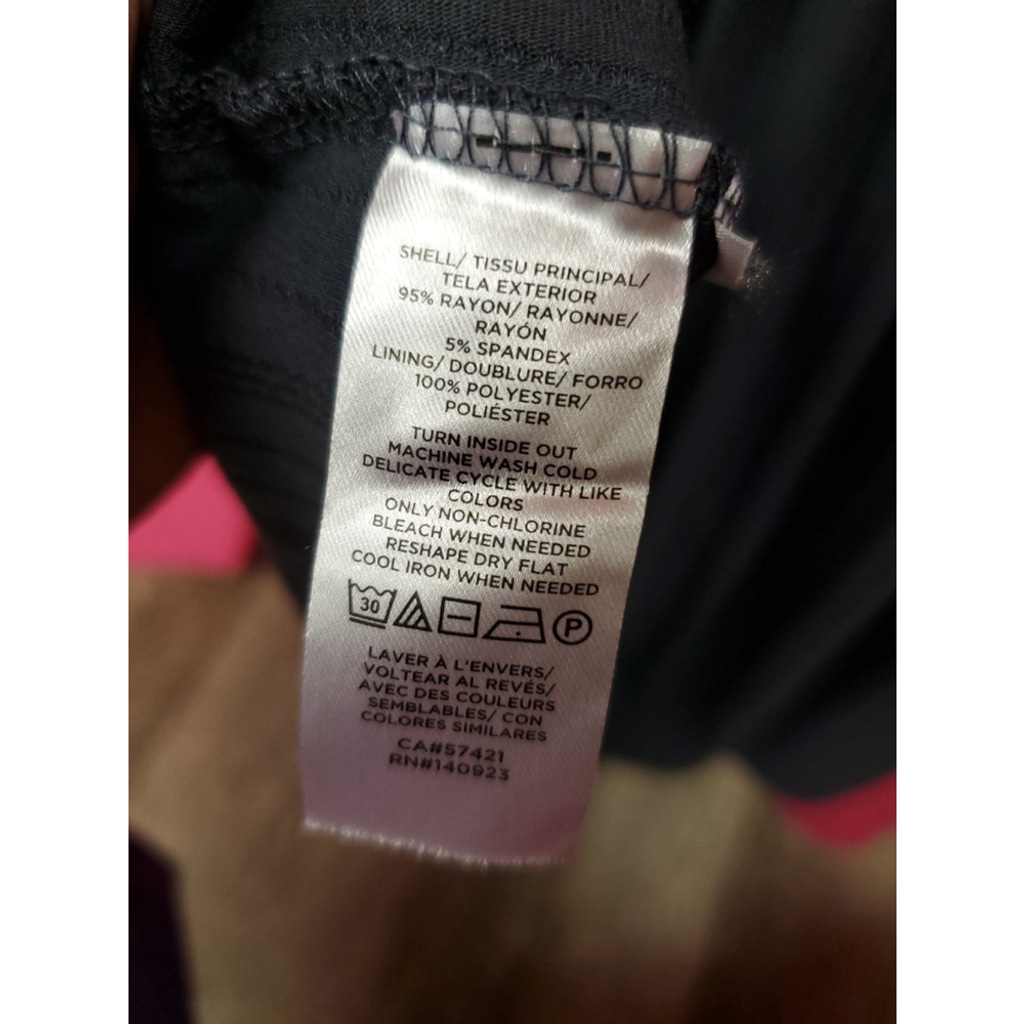 SHELL/ TISSU PRINCIPAL/
TELA EXTERIOR
95% RAYON/ RAYONNE/
RAYÓN
5% SPANDEX
LINING/ DOUBLURE/ FORRO
100% POLYESTER/
POLIÉSTER
TURN INSIDE OUT
MACHINE WASH COLD
DELICATE CYCLE WITH LIKE
COLORS
ONLY NON-CHLORINE
BLEACH WHEN NEEDED
RESHAPE DRY FLAT
COOL IRON WHEN NEEDED
30 P
LAVER À L'ENVERS/
VOLTEAR AL REVÉS/
AVEC DES COULEURS
SEMBLABLES/ CON
COLORES SIMILARES
CA#57421
RN#140923